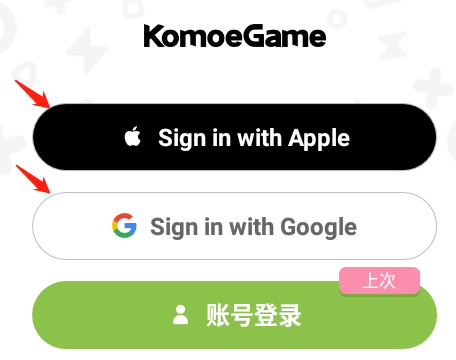 KomoeGame
Sign in with Apple
Sign in with Google
上次
账号登录